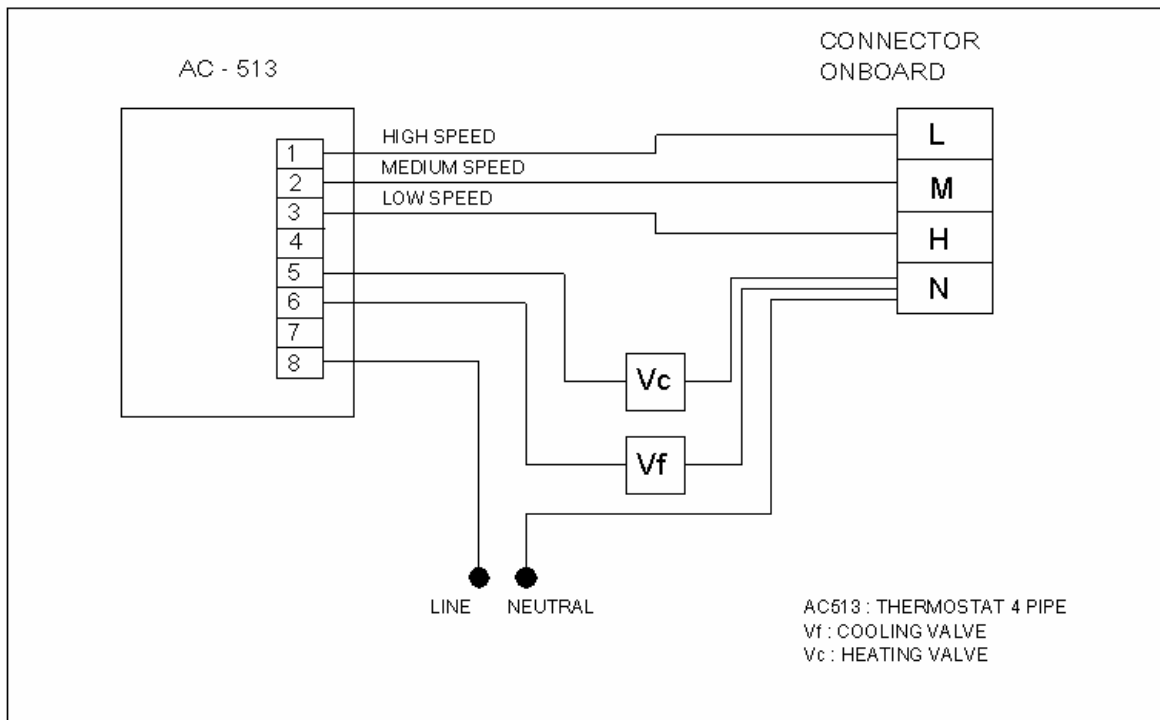 CONNECTOR
ONBOARD
AC - 513
L
HIGH SPEED
1
MEDIUM SPEED
2
M
LOW SPEED
3
4
H
5
6
N
7
8
Vc
Vf
LINE NEUTRAL
AC513 : THERMOSTAT 4 PIPE
Vf : COOLING VALVE
Vc : HEATING VALVE